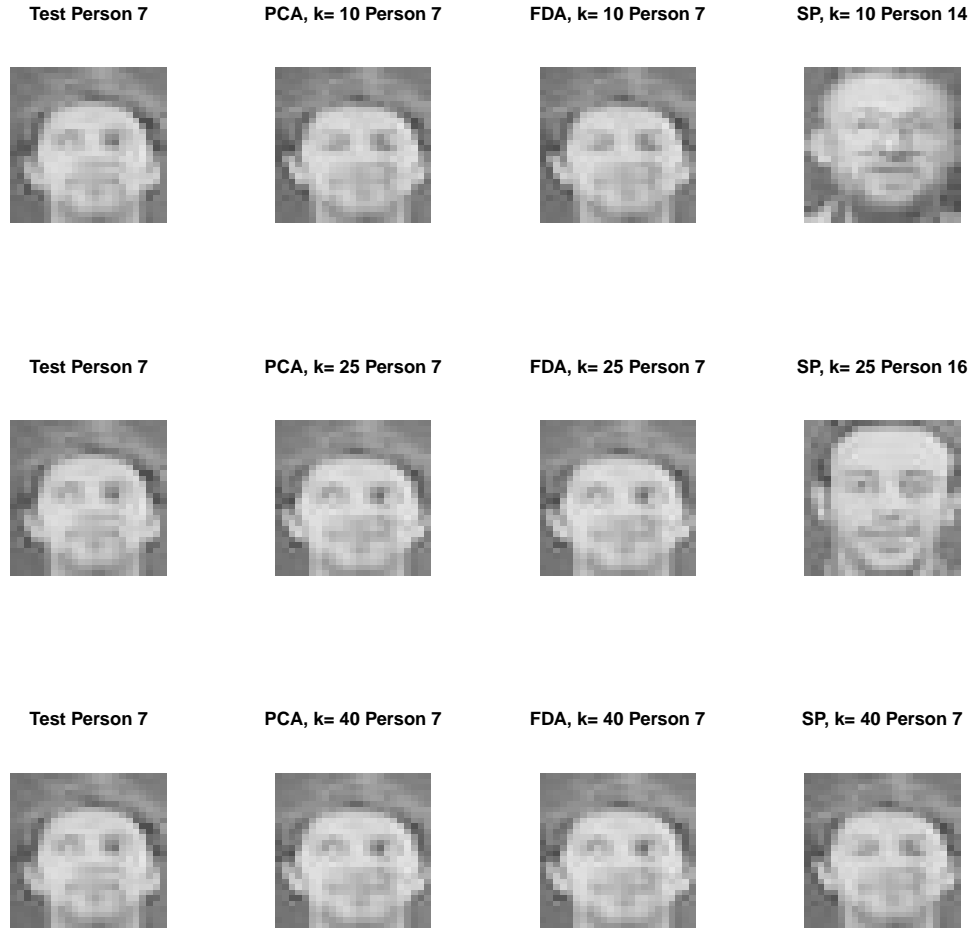 Test Person 7
PCA, k= 10 Person 7
FDA, k= 10 Person 7
SP, k= 10 Person 14
Test Person 7
PCA, k= 25 Person 7
FDA, k= 25 Person 7
SP, k= 25 Person 16
Test Person 7
PCA, k= 40 Person 7
FDA, k= 40 Person 7
SP, k= 40 Person 7